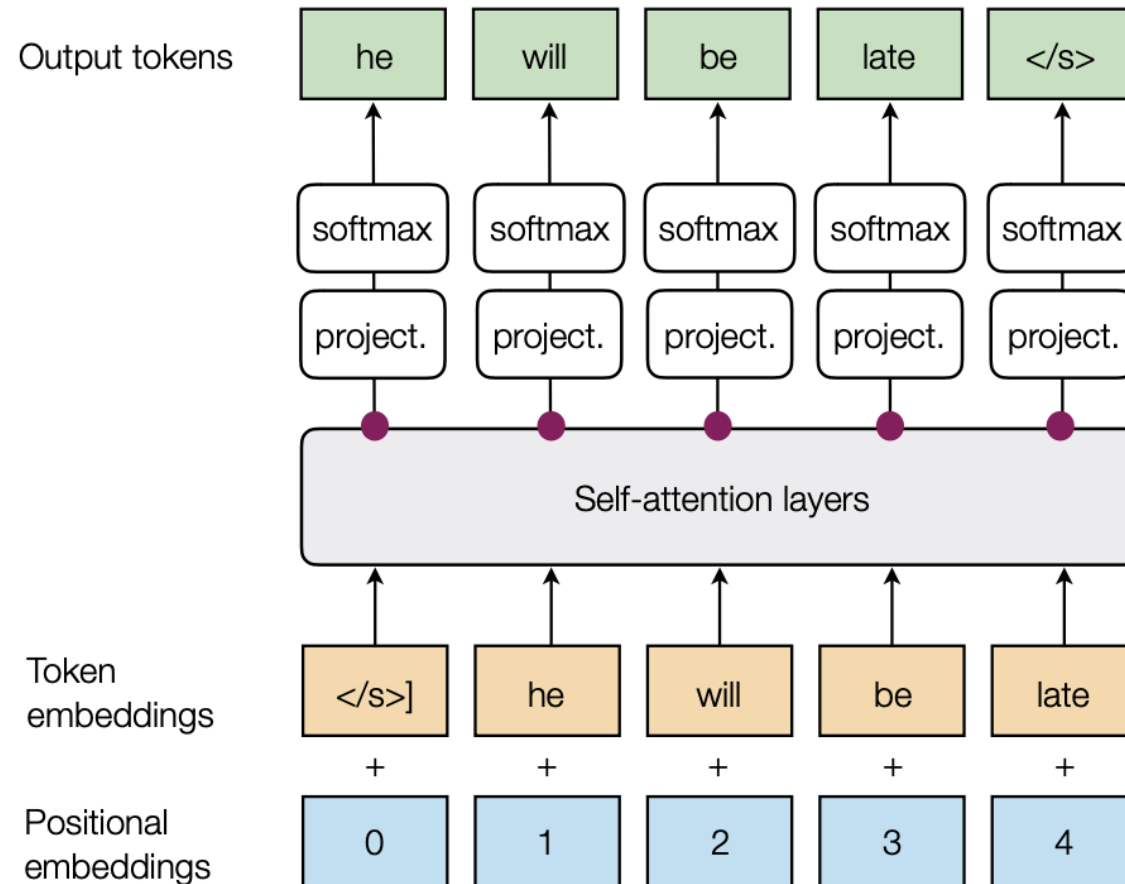 Output tokens he will be late </s>
softmax softmax softmax softmax softmax
project. project. project. project. project.
Self-attention layers
Token
embeddings
</s>] he will be late
+ + + + +
Positional
embeddings
0 1 2 3 4